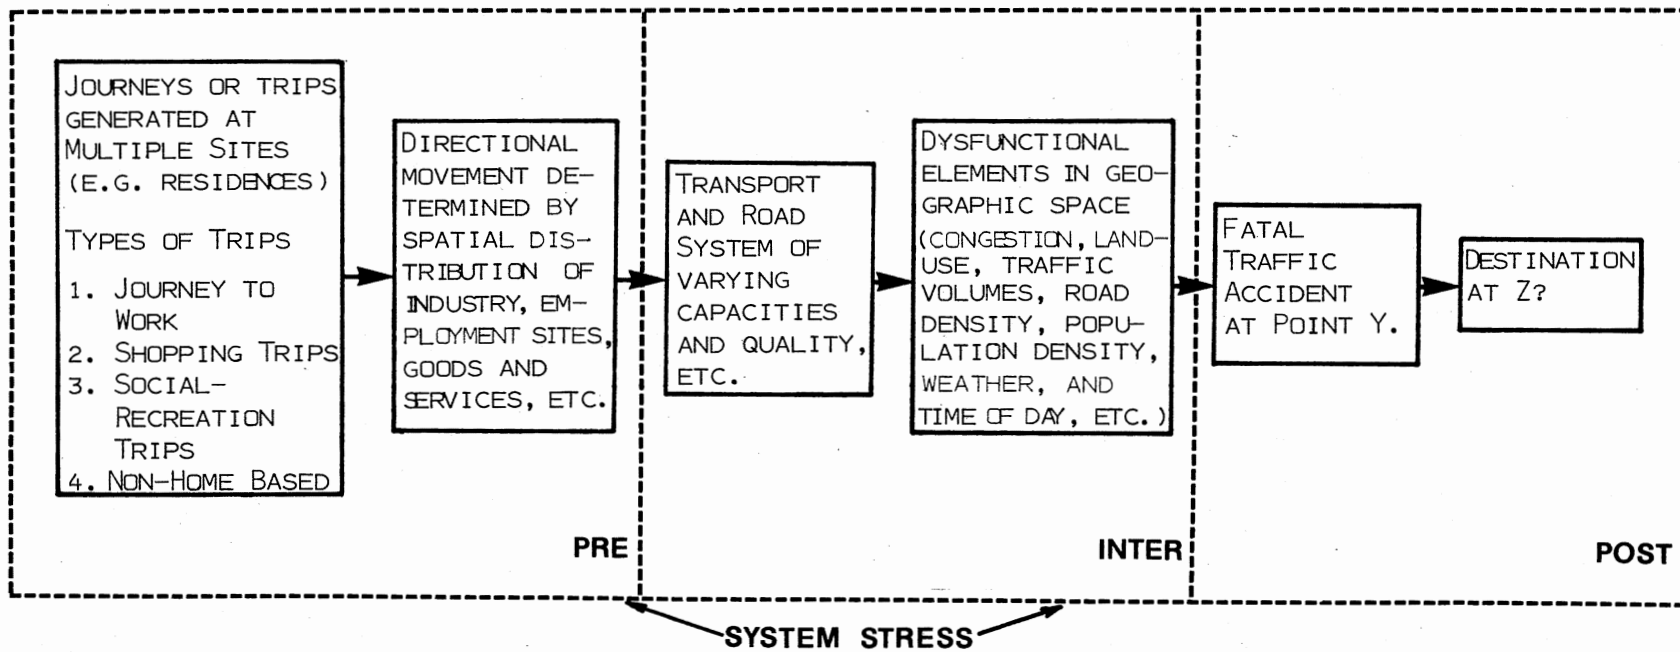 JOURNEYS OR TRIPS
GENERATED AT
MULTIPLE SITES
(E.G. RESIDENCES)
TYPES OF TRIPS
1. JOURNEY TO
WORK
2. SHOPPING TRIPS
3. SOCIAL-
RECREATION
TRIPS
4. NON-HOME BASED
DIRECTIONAL
MOVEMENT DE-
TERMINED BY
SPATIAL DIS-
TRIBUTION OF
INDUSTRY, EM-
PLOYMENT SITES,
GOODS AND
SERVICES, ETC.
PRE
TRANSPORT
AND ROAD
SYSTEM OF
VARYING
CAPACITIES
AND QUALITY,
ETC.
DYSFUNCTIONAL
ELEMENTS IN GEO-
GRAPHIC SPACE
(CONGESTION, LAND-
USE, TRAFFIC
VOLUMES, ROAD
DENSITY, POPU-
LATION DENSITY,
WEATHER, AND
TIME OF DAY, ETC.)
INTER
FATAL
TRAFFIC
ACCIDENT
AT POINT Y.
DESTINATION
AT Z?
POST
SYSTEM STRESS